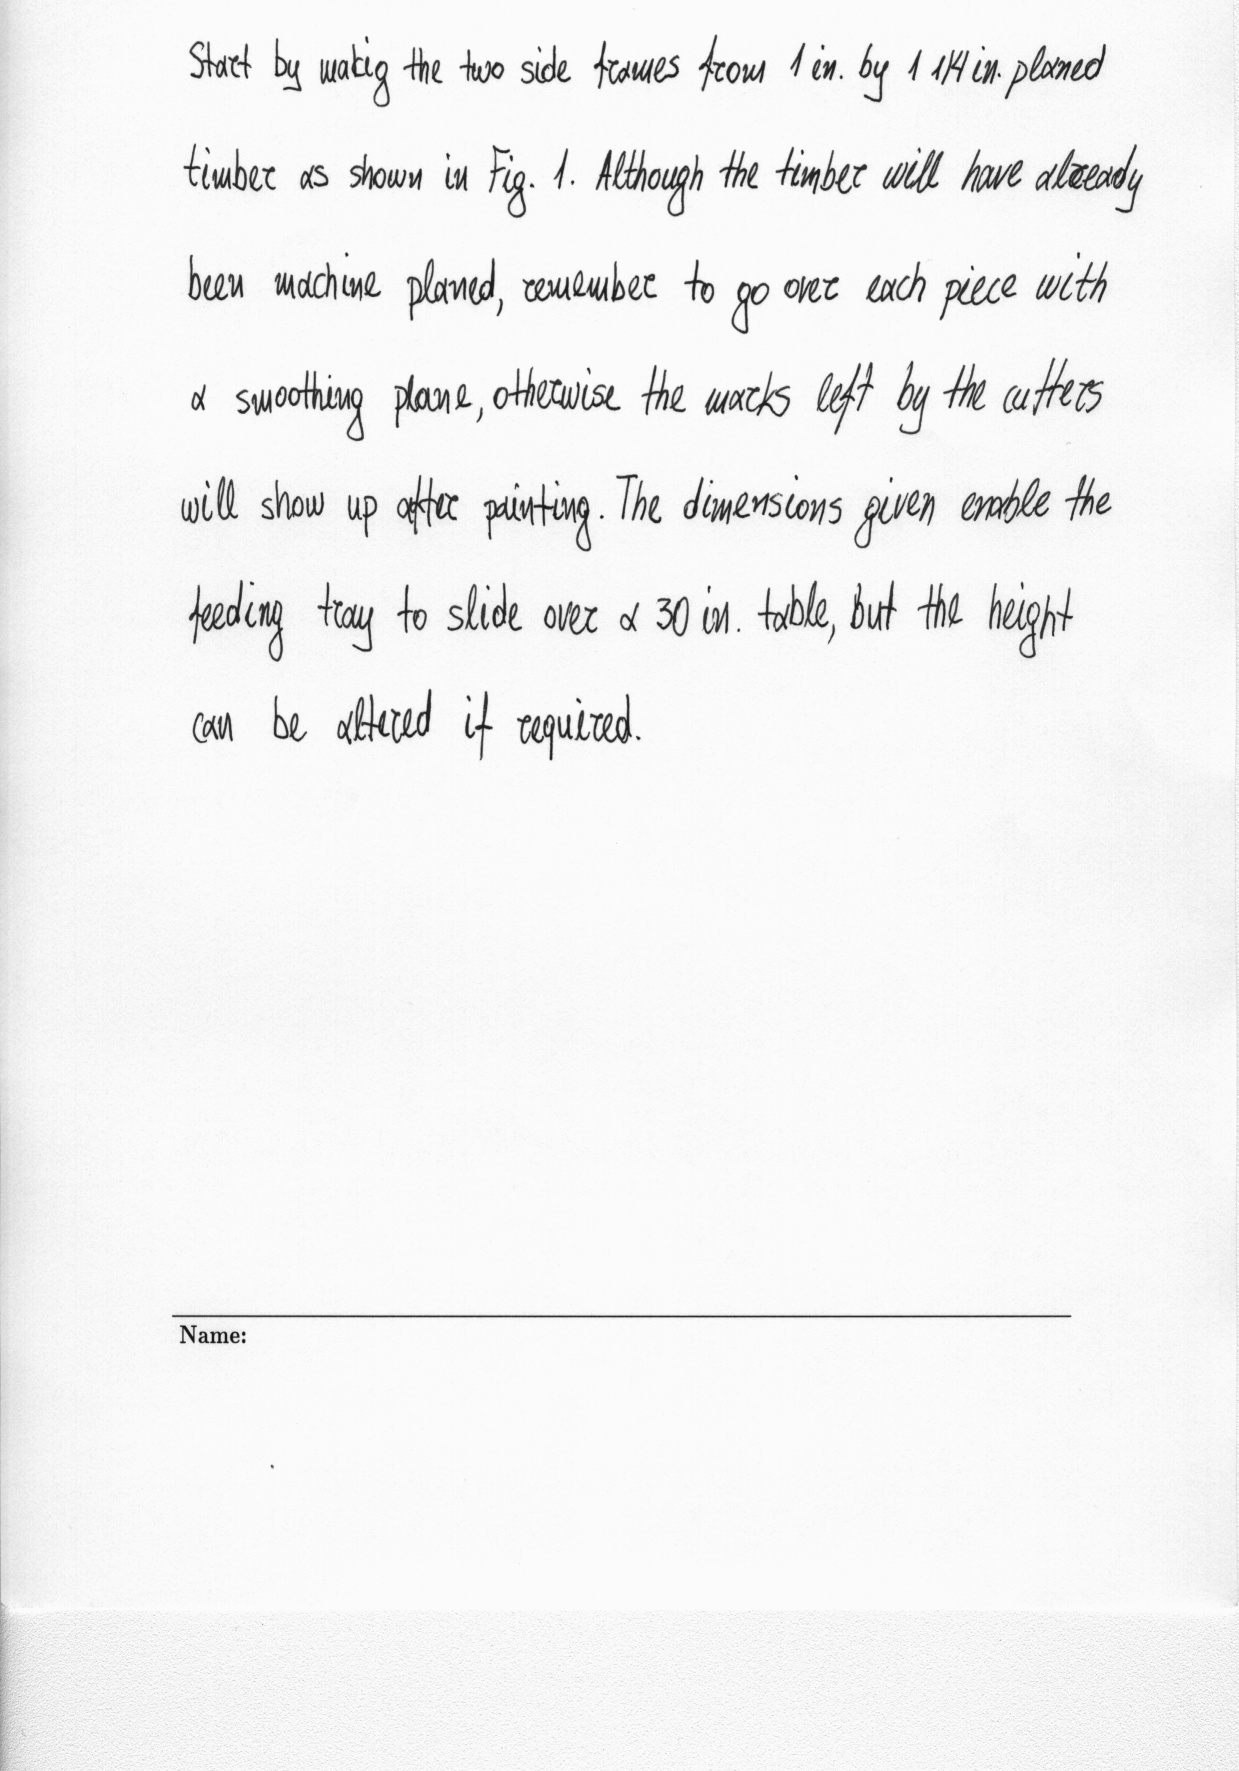 Start by makig the two side frames from 1 in. by 1 1/4 in. planed
timber as shown in Fig. 1. Although the timber will have already
been machine planed, remember to go over each piece with
a smoothing plane, otherwise the marks left by the cutters
will show up after painting. The dimensions given enable the
feeding tray to slide over a 30 in. table, but the height
can be altered if required.
Name: